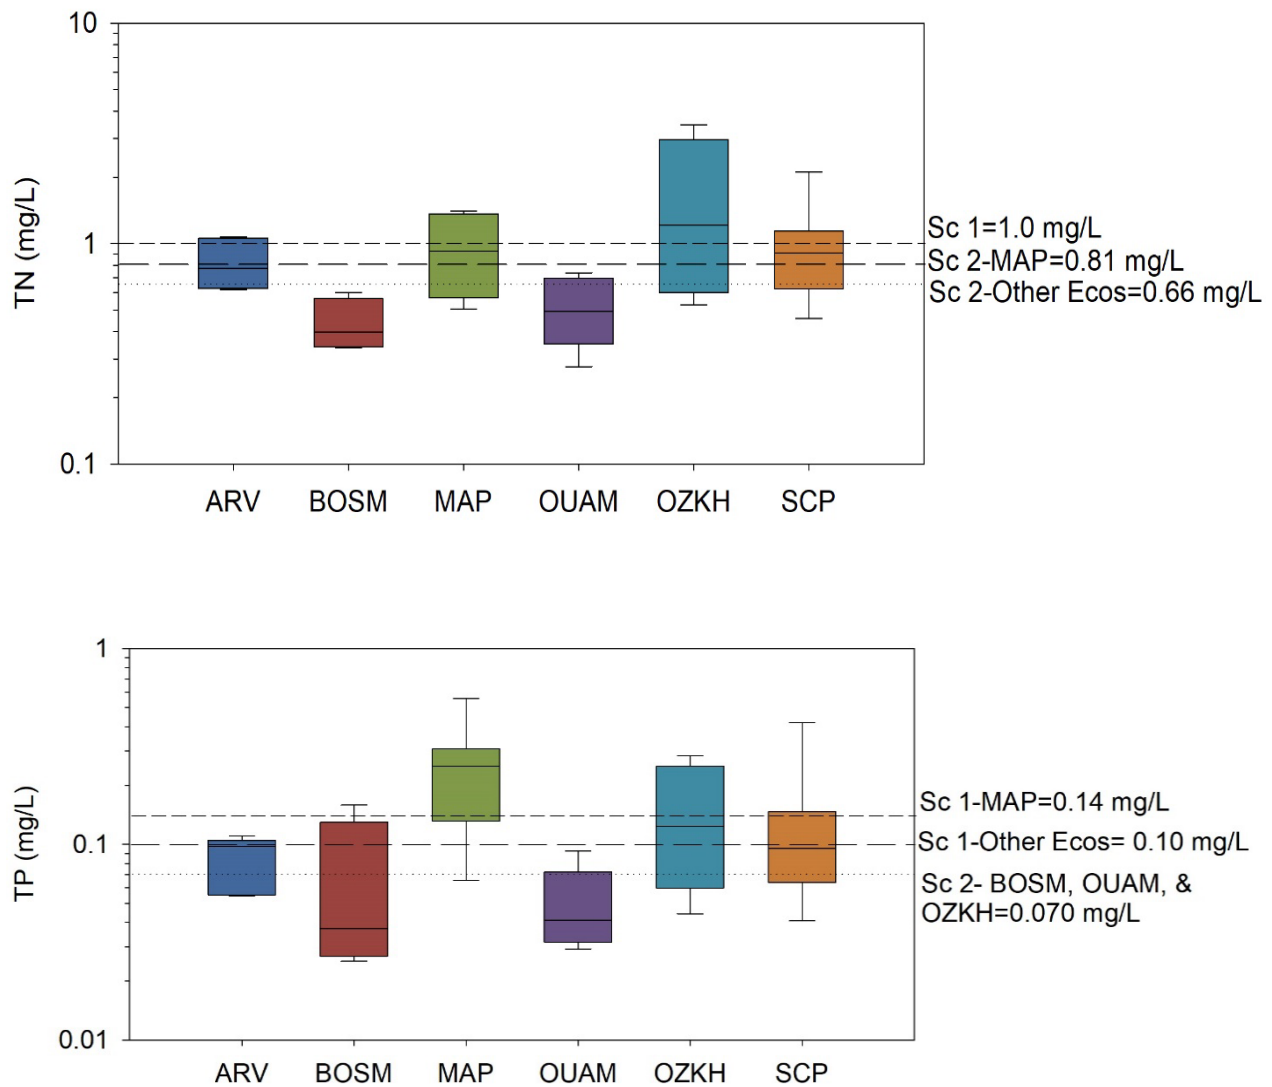 10
TN (mg/L)
1
0.1
Sc 1=1.0 mg/L
Sc 2-MAP=0.81 mg/L
Sc 2-Other Ecos=0.66 mg/L
ARV BOSM MAP OUAM OZKH SCP
1
TP (mg/L)
0.1
0.01
Sc 1-MAP=0.14 mg/L
Sc 1-Other Ecos= 0.10 mg/L
Sc 2- BOSM, OUAM, &
OZKH=0.070 mg/L
ARV BOSM MAP OUAM OZKH SCP